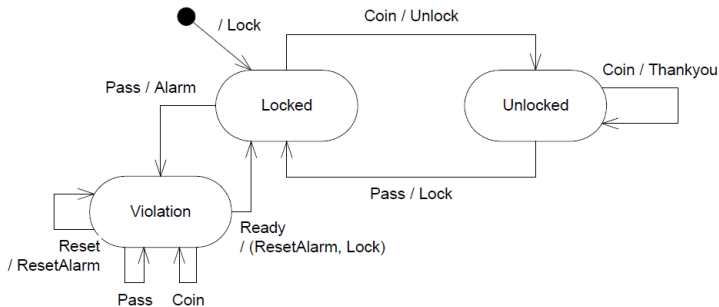 / Lock
Coin / Unlock
Coin / Thankyou
Pass / Alarm
Locked
Unlocked
Pass / Lock
Violation
Ready
/ (ResetAlarm, Lock)
Reset
/ ResetAlarm
Pass
Coin